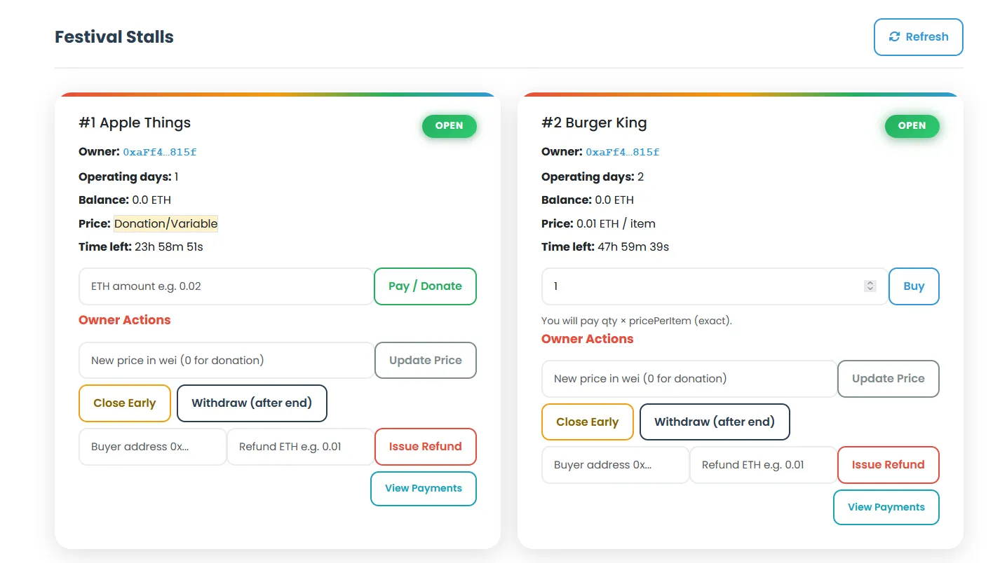 Festival Stalls
Refresh
#1 Apple Things
OPEN
Owner: 0xaFf4…815f
Operating days: 1
Balance: 0.0 ETH
Price: Donation/Variable
Time left: 23h 58m 51s
ETH amount e.g. 0.02
Pay / Donate
Owner Actions
New price in wei (0 for donation)
Update Price
Close Early
Withdraw (after end)
Buyer address 0x...
Refund ETH e.g. 0.01
Issue Refund
View Payments
#2 Burger King
OPEN
Owner: 0xaFf4…815f
Operating days: 2
Balance: 0.0 ETH
Price: 0.01 ETH / item
Time left: 47h 59m 39s
1
Buy
You will pay qty × pricePerItem (exact).
Owner Actions
New price in wei (0 for donation)
Update Price
Close Early
Withdraw (after end)
Buyer address 0x...
Refund ETH e.g. 0.01
Issue Refund
View Payments